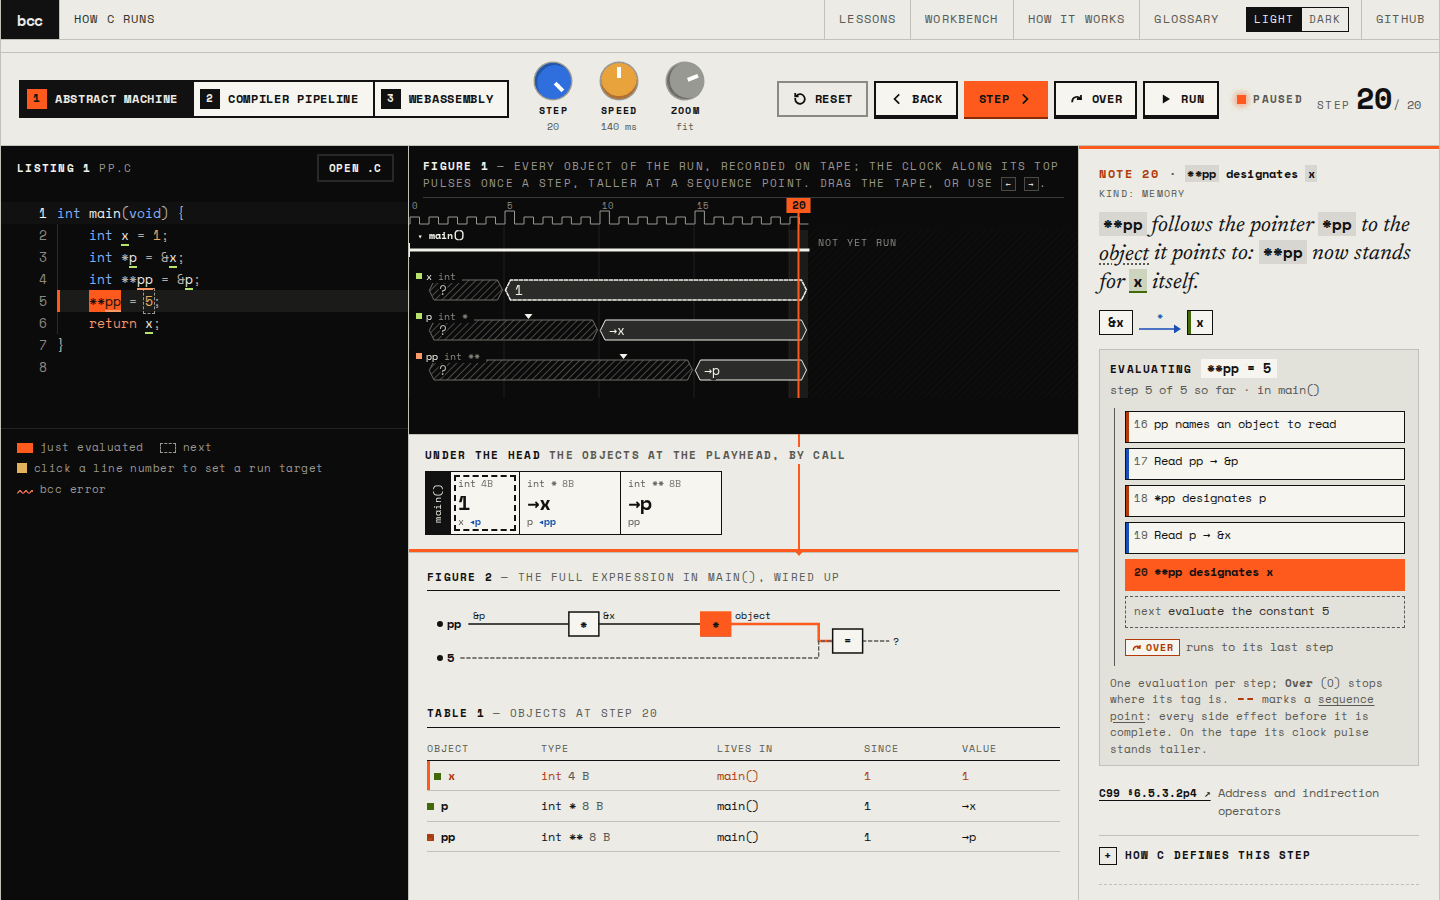 bcc HOW C RUNS LESSONS WORKBENCH HOW IT WORKS GLOSSARY LIGHT DARK GITHUB
1 ABSTRACT MACHINE 2 COMPILER PIPELINE 3 WEBASSEMBLY
STEP
20
SPEED
140 ms
ZOOM
fit
RESET BACK STEP OVER RUN PAUSED STEP 20 / 20
LISTING 1 PP.C OPEN .C
1 int main(void) {
2 int x = 1;
3 int *p = &x;
4 int **pp = &p;
5 **pp = 5;
6 return x;
7 }
8
just evaluated next
click a line number to set a run target
bcc error
FIGURE 1 — EVERY OBJECT OF THE RUN, RECORDED ON TAPE; THE CLOCK ALONG ITS TOP
PULSES ONCE A STEP, TALLER AT A SEQUENCE POINT. DRAG THE TAPE, OR USE ← →.
0 5 10 15 20
▾ main()
NOT YET RUN
x int
? 1
p int *
? →x
pp int **
? →p
UNDER THE HEAD THE OBJECTS AT THE PLAYHEAD, BY CALL
main()
int 4B
1
x ◂p
int * 8B
→x
p ◂pp
int ** 8B
→p
pp
FIGURE 2 — THE FULL EXPRESSION IN MAIN(), WIRED UP
pp &p * &x * object
= ?
5
TABLE 1 — OBJECTS AT STEP 20
OBJECT TYPE LIVES IN SINCE VALUE
x int 4 B main() 1 1
p int * 8 B main() 1 →x
pp int ** 8 B main() 1 →p
NOTE 20 · **pp designates x
KIND: MEMORY
**pp follows the pointer *pp to the
object it points to: **pp now stands
for x itself.
&x * x
EVALUATING **pp = 5
step 5 of 5 so far · in main()
16 pp names an object to read
17 Read pp → &p
18 *pp designates p
19 Read p → &x
20 **pp designates x
next evaluate the constant 5
OVER runs to its last step
One evaluation per step; Over (O) stops
where its tag is. -- marks a sequence
point: every side effect before it is
complete. On the tape its clock pulse
stands taller.
C99 §6.5.3.2p4 ↗ Address and indirection
operators
+ HOW C DEFINES THIS STEP